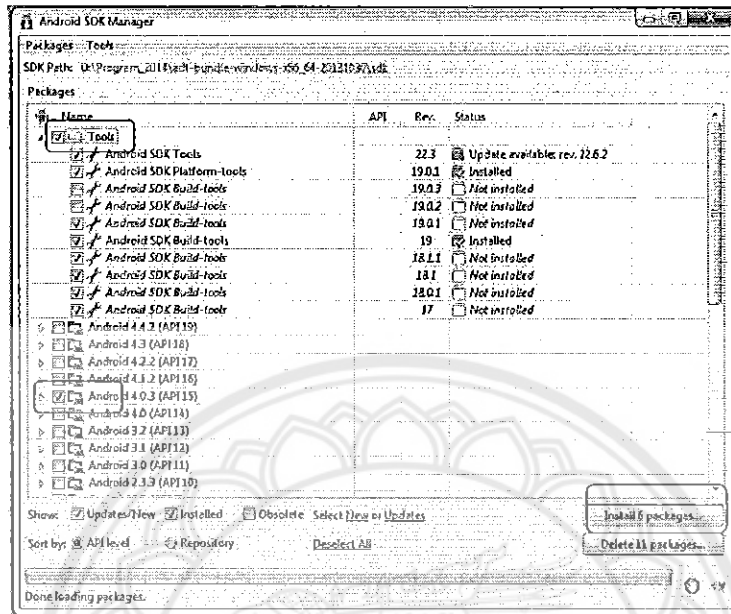 Android SDK Manager
Packages Tools
SDK Path:
Packages
Name API Rev. Status
Tools
Android SDK Tools 22.3 Update available: rev. 22.6.2
Android SDK Platform-tools 19.0.1 Installed
Android SDK Build-tools 19.0.3 Not installed
Android SDK Build-tools 19.0.2 Not installed
Android SDK Build-tools 19.0.1 Not installed
Android SDK Build-tools 19 Installed
Android SDK Build-tools 18.1.1 Not installed
Android SDK Build-tools 18.1 Not installed
Android SDK Build-tools 18.0.1 Not installed
Android SDK Build-tools 17 Not installed
Android 4.4.2 (API 19)
Android 4.3 (API 18)
Android 4.2.2 (API 17)
Android 4.1.2 (API 16)
Android 4.0.3 (API 15)
Android 4.0 (API 14)
Android 3.2 (API 13)
Android 3.1 (API 12)
Android 3.0 (API 11)
Android 2.3.3 (API 10)
Show: Updates/New Installed Obsolete Select New or Updates Install 6 packages...
Sort by: API level Repository Deselect All Delete 11 packages...
Done loading packages.